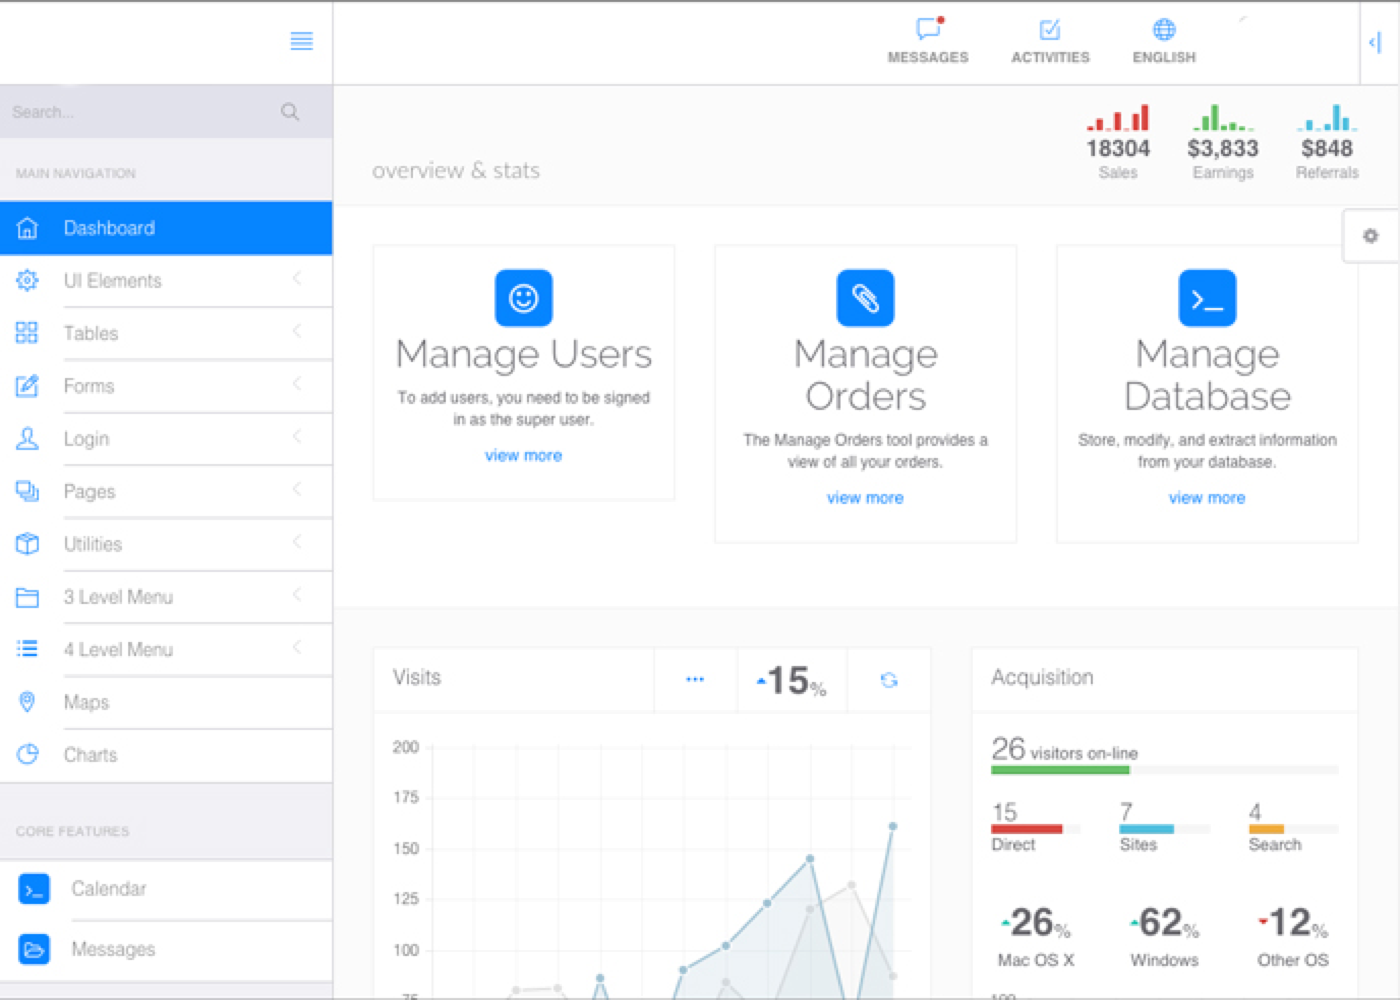 MESSAGES
ACTIVITIES
ENGLISH
Search...
MAIN NAVIGATION
Dashboard
UI Elements
Tables
Forms
Login
Pages
Utilities
3 Level Menu
4 Level Menu
Maps
Charts
CORE FEATURES
Calendar
Messages
overview & stats
18304
Sales
$3,833
Earnings
$848
Referrals
Manage Users
To add users, you need to be signed
in as the super user.
view more
Manage
Orders
The Manage Orders tool provides a
view of all your orders.
view more
Manage
Database
Store, modify, and extract information
from your database.
view more
Visits
15%
200
175
150
125
100
75
Acquisition
26 visitors on-line
15
Direct
7
Sites
4
Search
26%
Mac OS X
62%
Windows
12%
Other OS
100